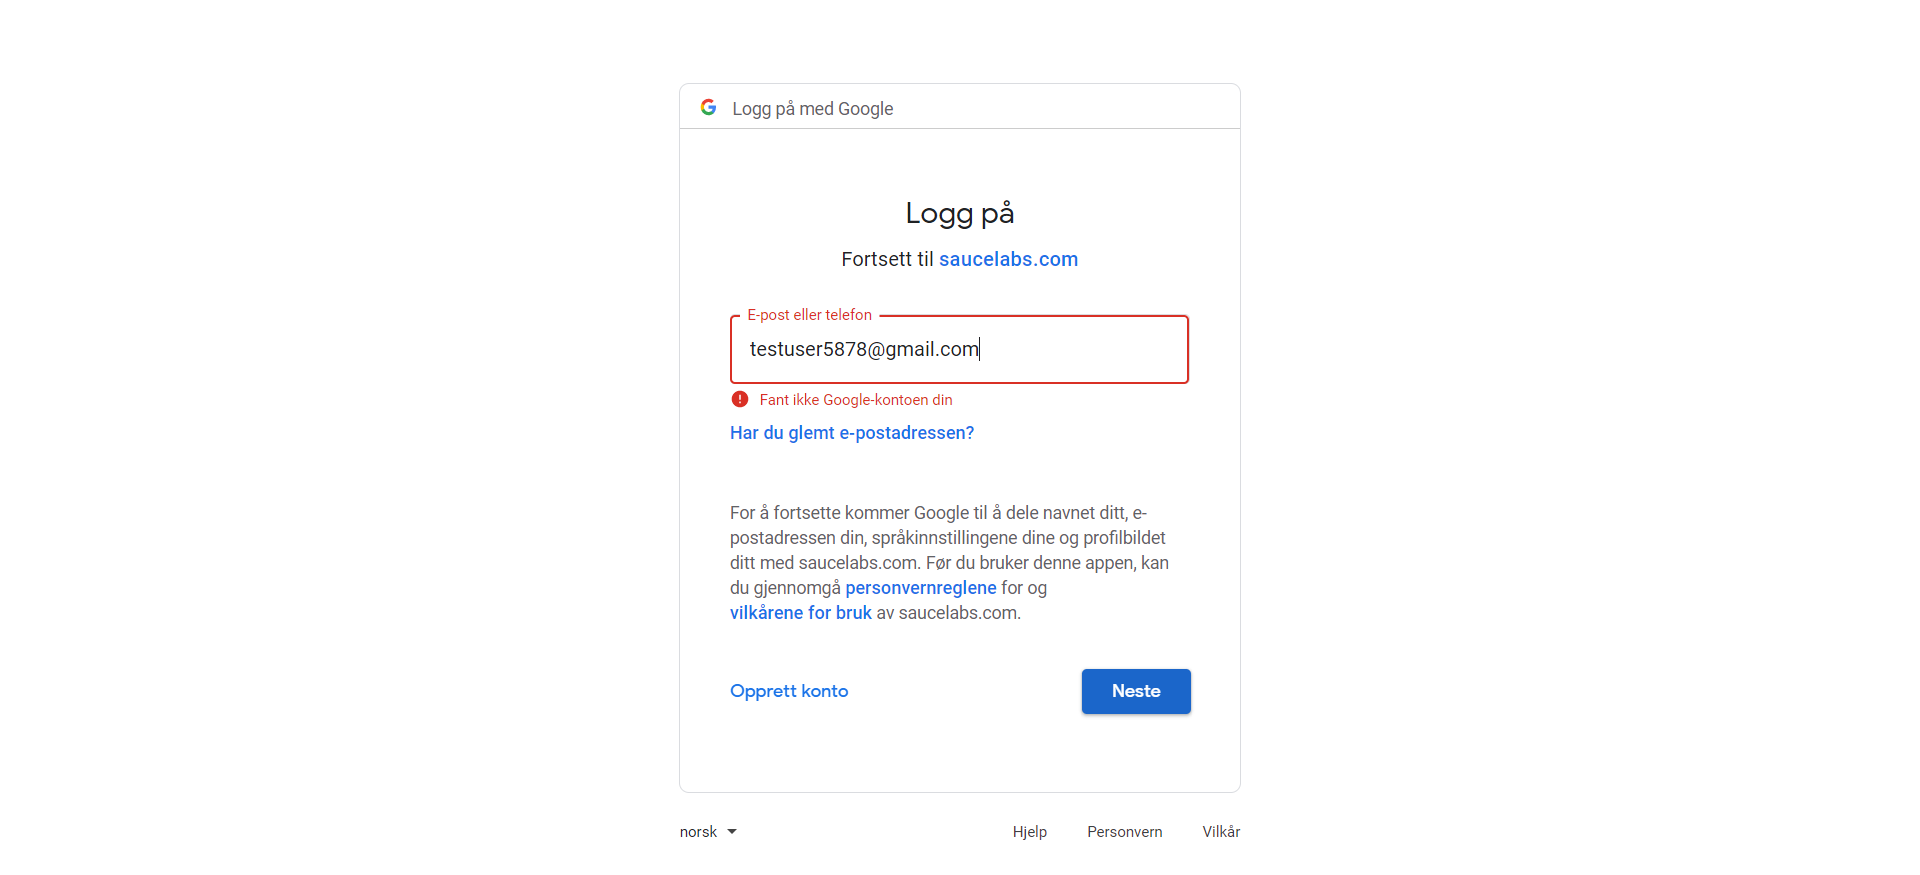 Logg på med Google
Logg på
Fortsett til saucelabs.com
E-post eller telefon
testuser5878@gmail.com
Fant ikke Google-kontoen din
Har du glemt e-postadressen?
For å fortsette kommer Google til å dele navnet ditt, e-
postadressen din, språkinnstillingene dine og profilbildet
ditt med saucelabs.com. Før du bruker denne appen, kan
du gjennomgå personvernreglene for og
vilkårene for bruk av saucelabs.com.
Opprett konto
Neste
norsk
Hjelp
Personvern
Vilkår